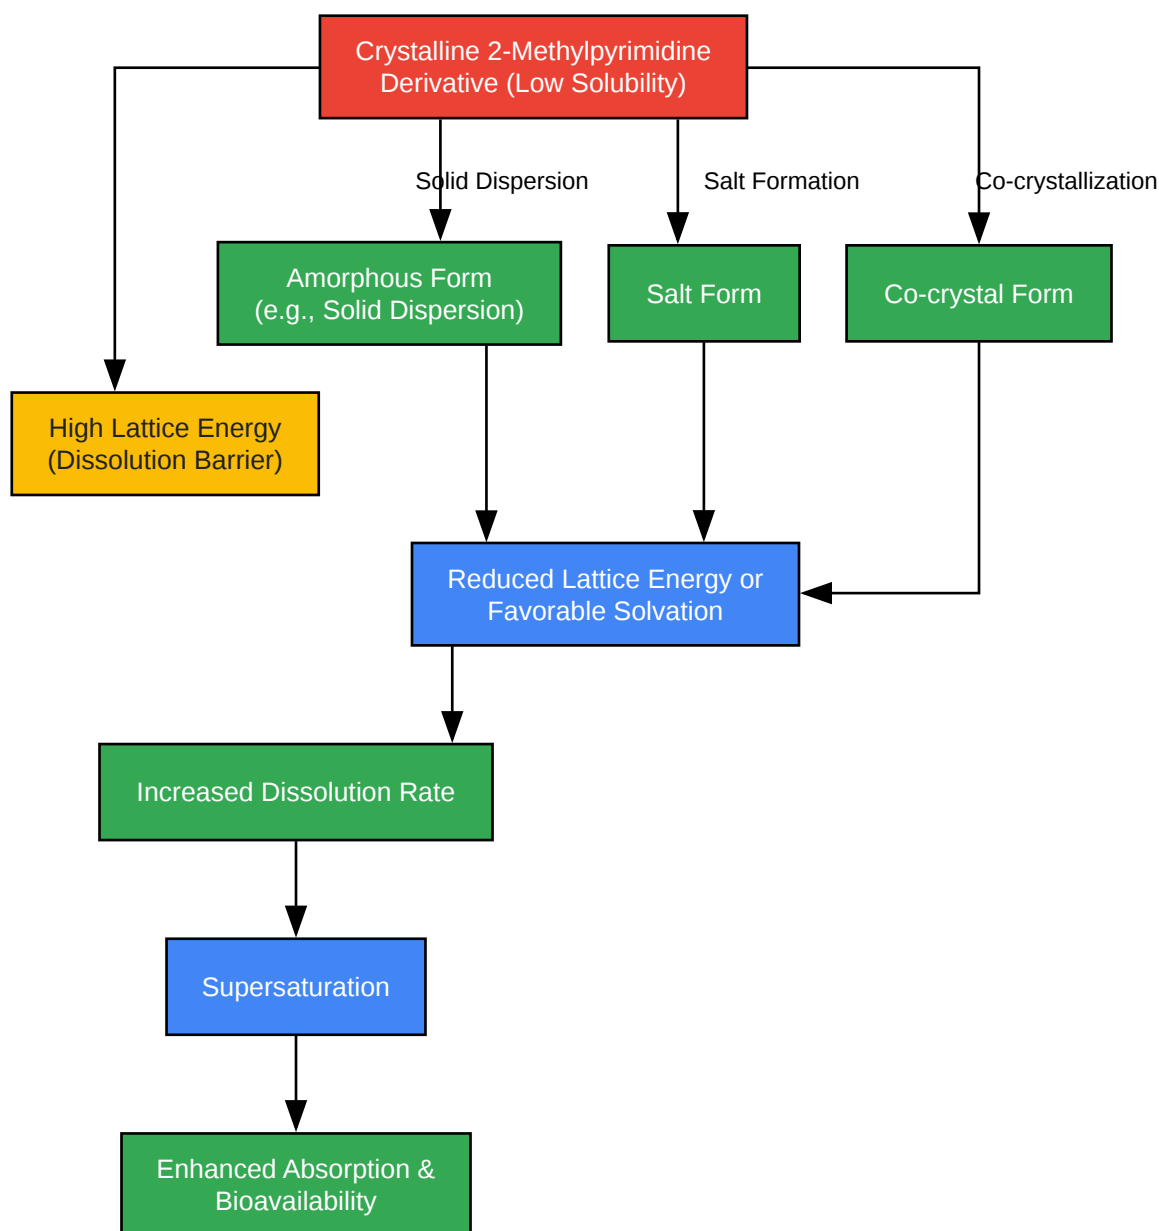 Crystalline 2-Methylpyrimidine
Derivative (Low Solubility)
Solid Dispersion
Salt Formation
Co-crystallization
Amorphous Form
(e.g., Solid Dispersion)
Salt Form
Co-crystal Form
High Lattice Energy
(Dissolution Barrier)
Reduced Lattice Energy or
Favorable Solvation
Increased Dissolution Rate
Supersaturation
Enhanced Absorption &
Bioavailability